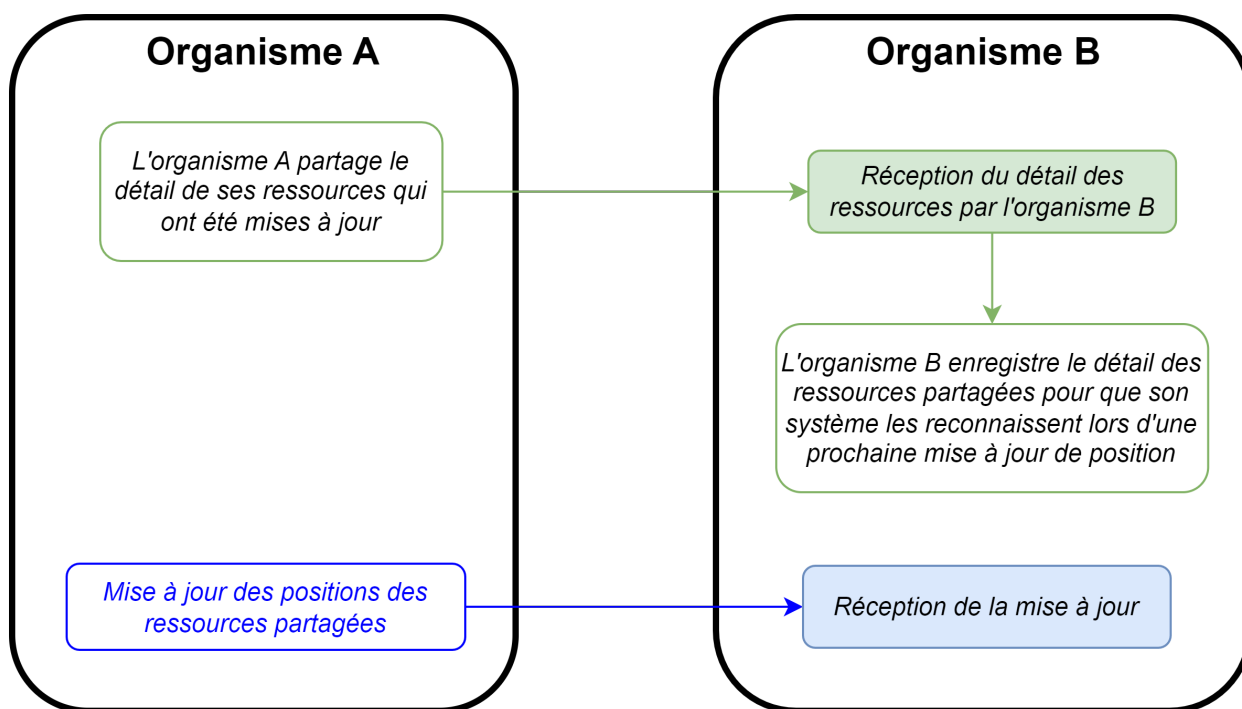 Organisme A
Organisme B
L'organisme A partage le
détail de ses ressources qui
ont été mises à jour
Réception du détail des
ressources par l'organisme B
L'organisme B enregistre le détail des
ressources partagées pour que son
système les reconnaissent lors d'une
prochaine mise à jour de position
Mise à jour des positions des
ressources partagées
Réception de la mise à jour